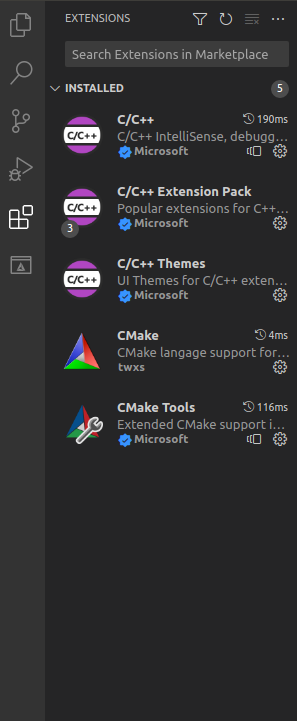 EXTENSIONS
Search Extensions in Marketplace
INSTALLED 5
C/C++ 190ms
C/C++ IntelliSense, debugg...
C/C++
Microsoft
C/C++ Extension Pack
Popular extensions for C++...
C/C++
3
Microsoft
C/C++ Themes
UI Themes for C/C++ exten...
C/C++
Microsoft
CMake 4ms
CMake langage support for...
twxs
CMake Tools 116ms
Extended CMake support i...
Microsoft